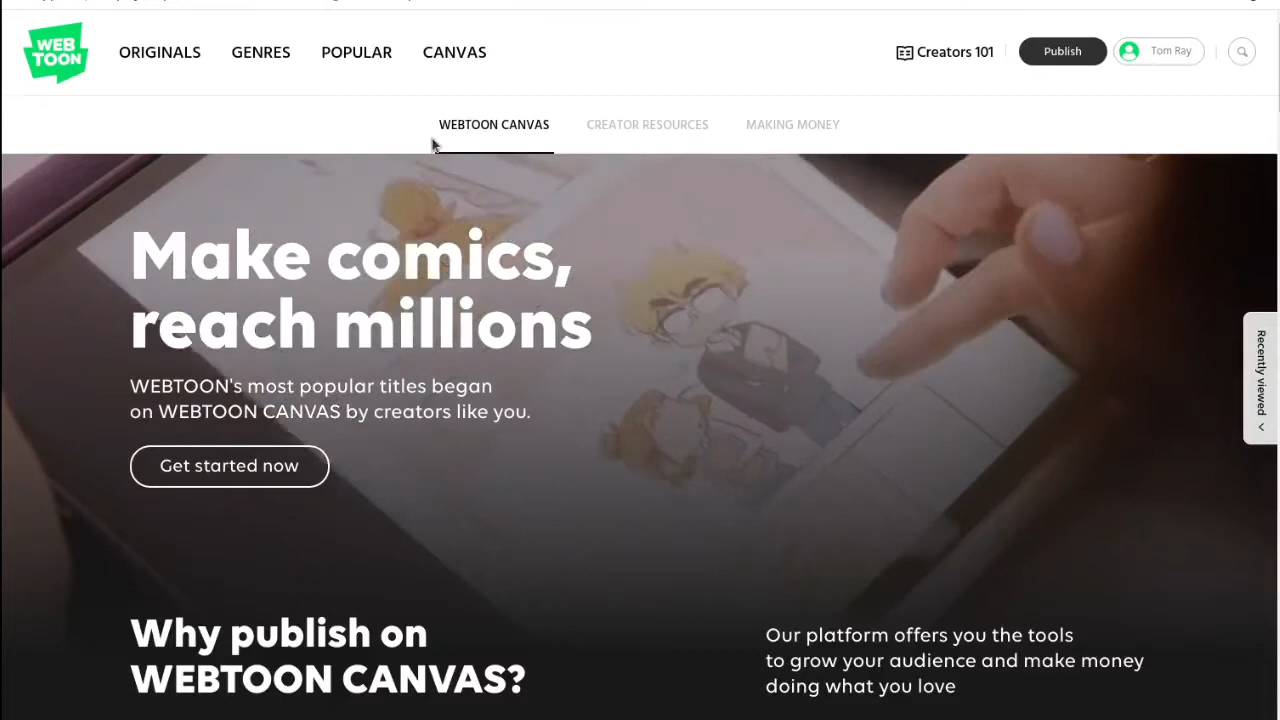 WEB
TOON
ORIGINALS
GENRES
POPULAR
CANVAS
Creators 101
Publish
Tom Ray
WEBTOON CANVAS
CREATOR RESOURCES
MAKING MONEY
Make comics,
reach millions
WEBTOON's most popular titles began
on WEBTOON CANVAS by creators like you.
Get started now
Recently viewed
Why publish on
WEBTOON CANVAS?
Our platform offers you the tools
to grow your audience and make money
doing what you love